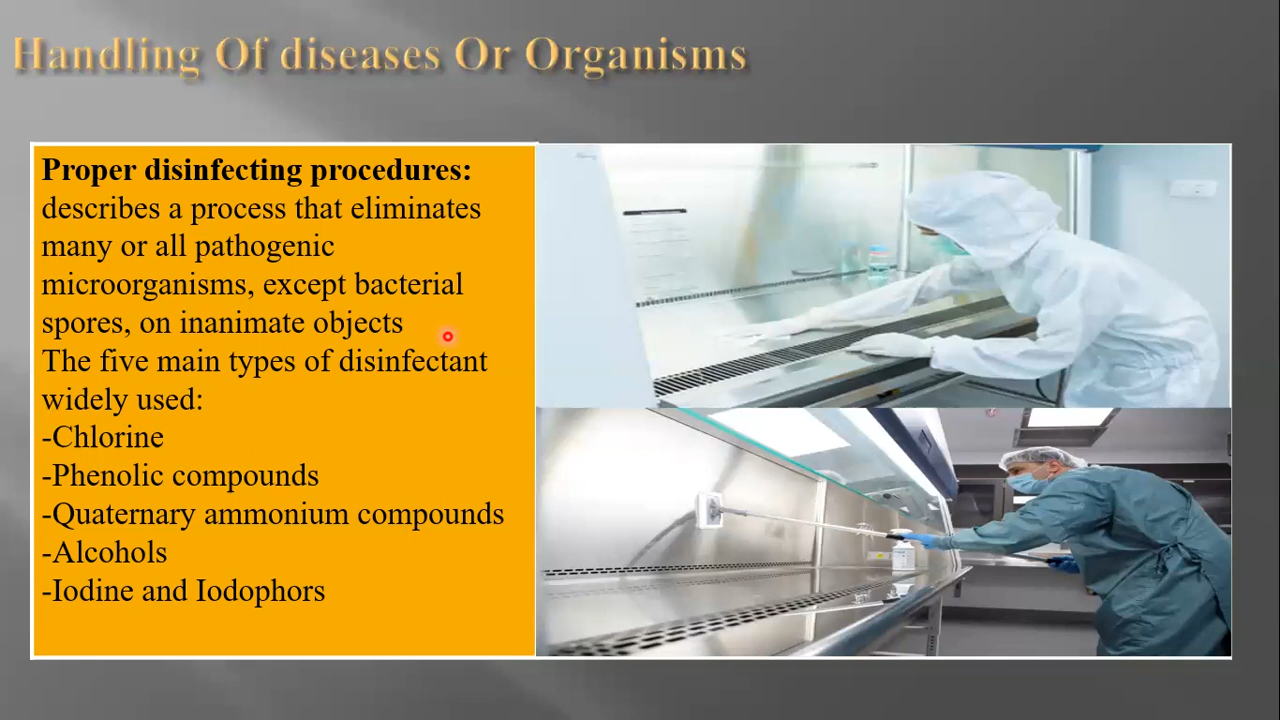 Handling Of diseases Or Organisms
Proper disinfecting procedures:
describes a process that eliminates
many or all pathogenic
microorganisms, except bacterial
spores, on inanimate objects
The five main types of disinfectant
widely used:
-Chlorine
-Phenolic compounds
-Quaternary ammonium compounds
-Alcohols
-Iodine and Iodophors